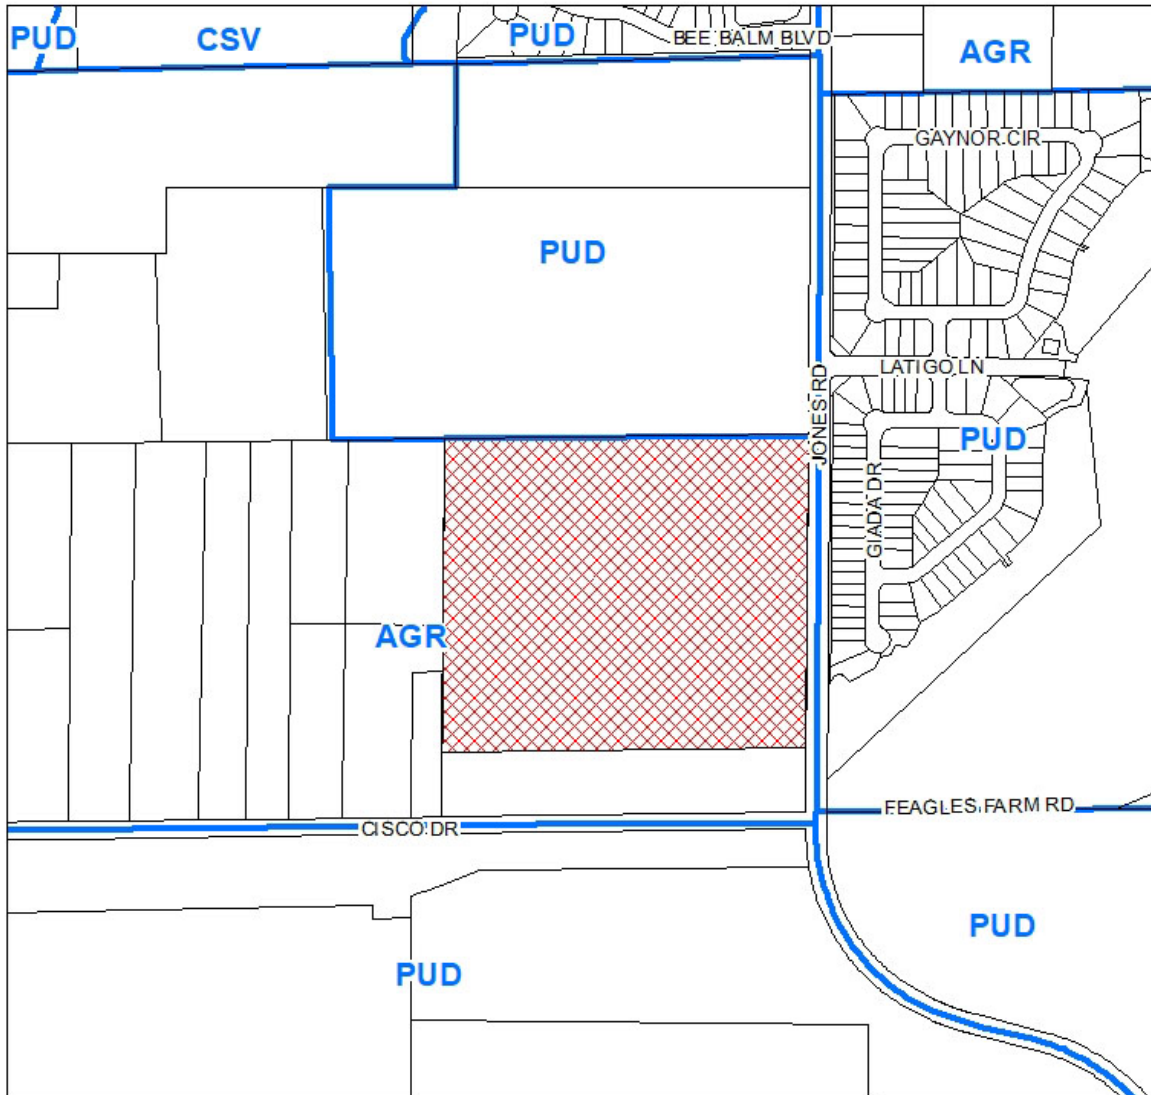 PUD
CSV
PUD
BEE BALM BLVD
AGR
GAYNOR CIR
PUD
LATIGO LN
JONES RD
PUD
GIADA DR
AGR
FEAGLES FARM RD
CISCO DR
PUD
PUD